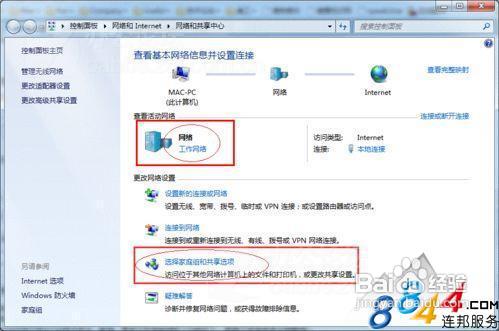 控制面板 ▸ 网络和 Internet ▸ 网络和共享中心
搜索控制面板
控制面板主页
管理无线网络
更改适配器设置
更改高级共享设置
查看基本网络信息并设置连接
查看完整映射
MAC-PC
(此计算机)
网络
Internet
查看活动网络
连接或断开连接
网络
工作网络
访问类型:
Internet
连接:
本地连接
更改网络设置
设置新的连接或网络
设置无线、宽带、拨号、临时或 VPN 连接；或设置路由器或访问点。
连接到网络
连接到或重新连接到无线、有线、拨号或 VPN 网络连接。
选择家庭组和共享选项
访问位于其他网络计算机上的文件和打印机，或更改共享设置。
疑难解答
诊断并修复网络问题，或获得故障排除信息。
另请参阅
Internet 选项
Windows 防火墙
家庭组
Baidu 百度经验
jingyan.baidu.com
8844.com
连邦服务